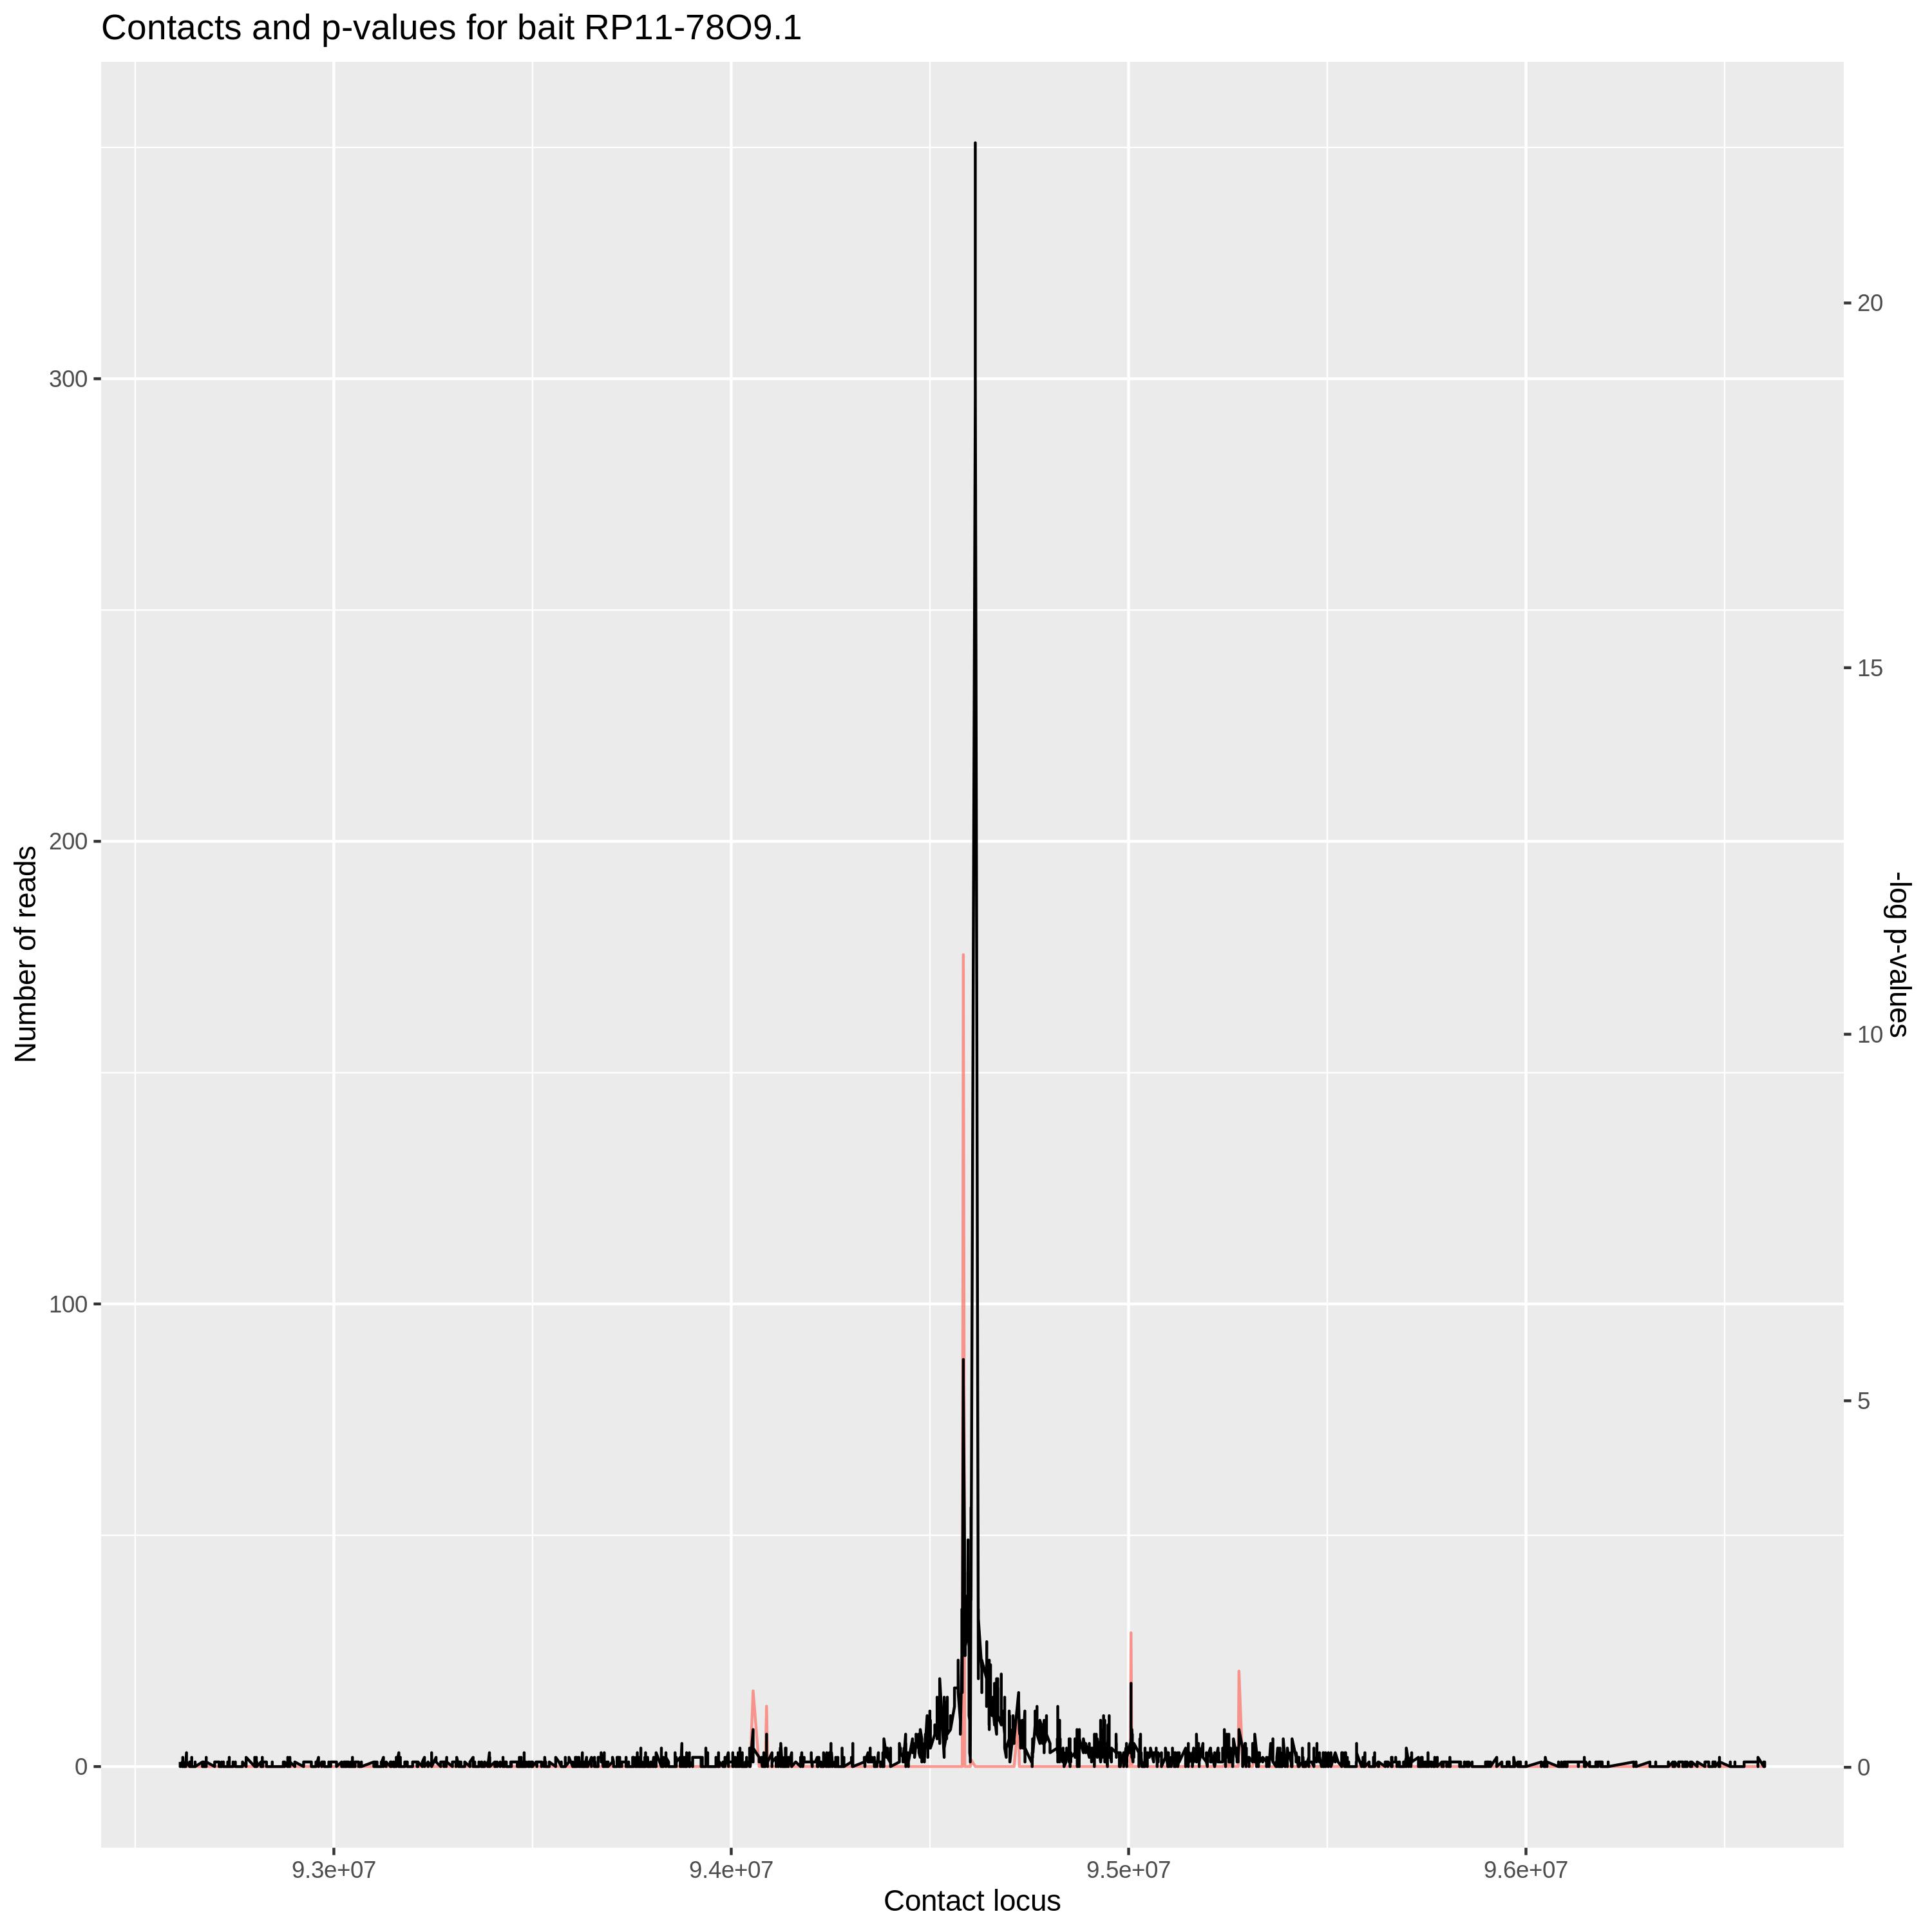 Contacts and p-values for bait RP11-78O9.1
300
200
100
0
Number of reads
20
15
10
5
0
-log p-values
9.3e+07
9.4e+07
9.5e+07
9.6e+07
Contact locus